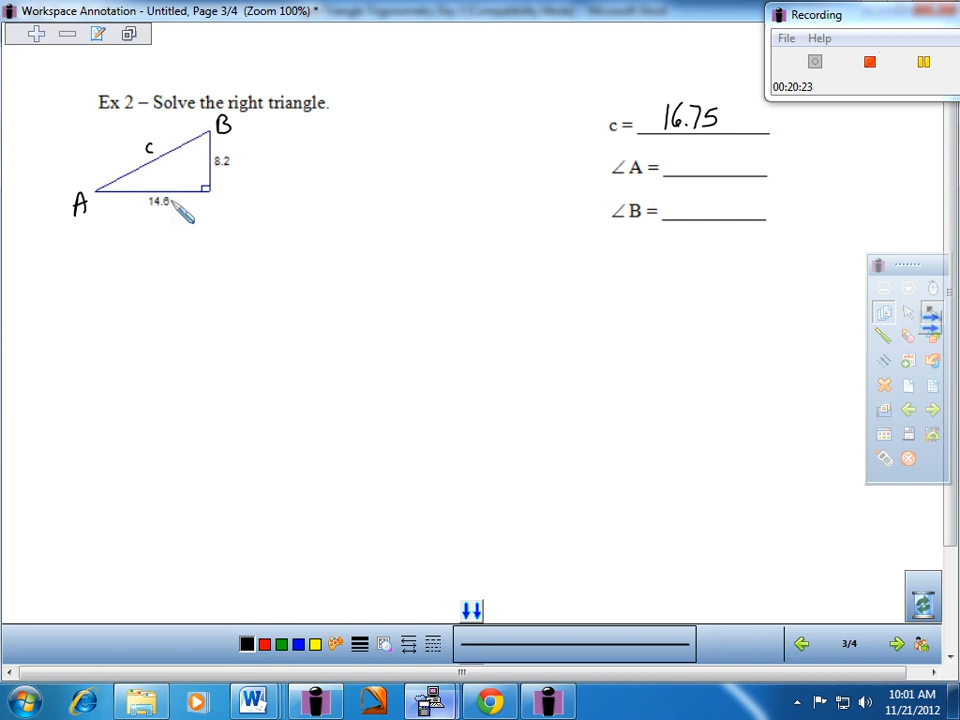 Workspace Annotation - Untitled, Page 3/4 (Zoom 100%) *
Recording
File Help
00:20:23
Ex 2 – Solve the right triangle.
B
c
8.2
A
14.6
c = 16.75
∠A =
∠B =
3/4
10:01 AM
11/21/2012